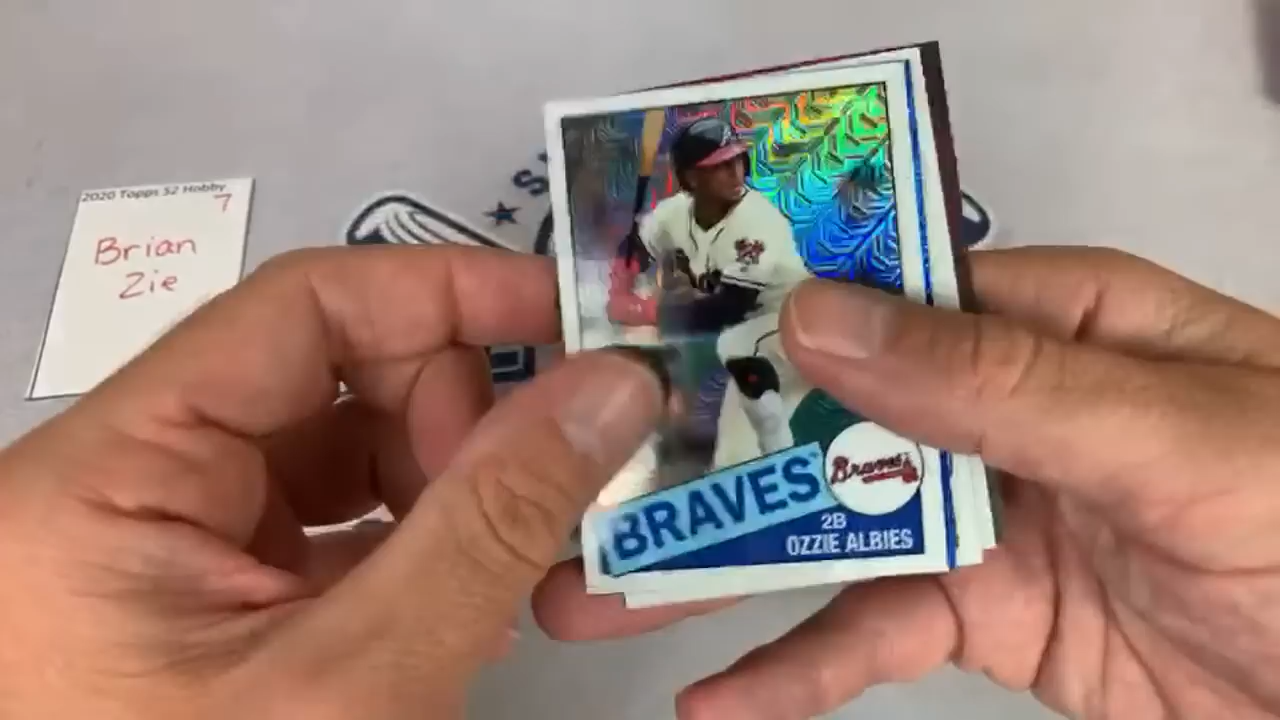 2020 Topps S2 Hobby
7
Brian
Zie
BRAVES
Braves
2B
OZZIE ALBIES